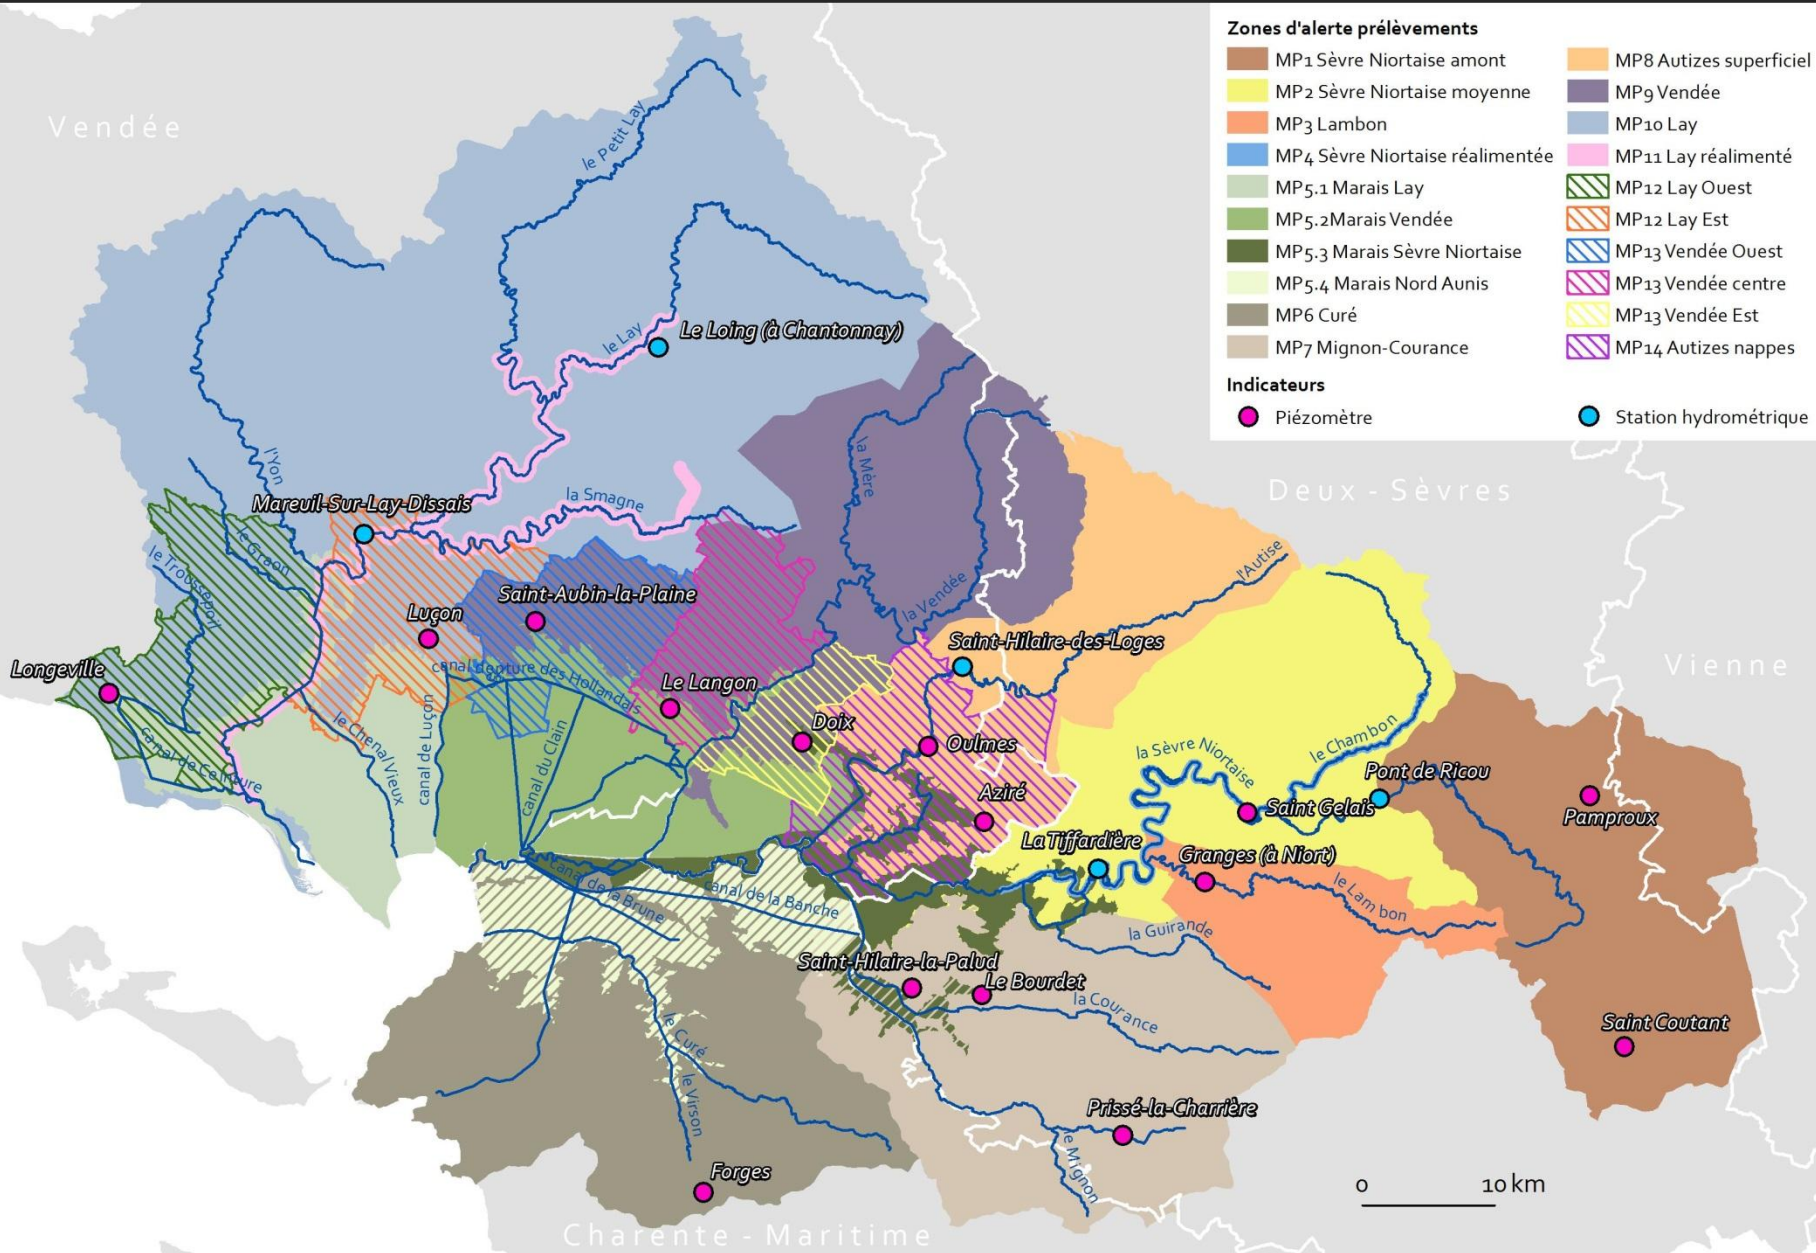 Zones d'alerte prélèvements
MP1 Sèvre Niortaise amont
MP2 Sèvre Niortaise moyenne
MP3 Lambon
MP4 Sèvre Niortaise réalimentée
MP5.1 Marais Lay
MP5.2Marais Vendée
MP5.3 Marais Sèvre Niortaise
MP5.4 Marais Nord Aunis
MP6 Curé
MP7 Mignon-Courance
MP8 Autizes superficiel
MP9 Vendée
MP10 Lay
MP11 Lay réalimenté
MP12 Lay Ouest
MP12 Lay Est
MP13 Vendée Ouest
MP13 Vendée centre
MP13 Vendée Est
MP14 Autizes nappes
Indicateurs
Piézomètre
Station hydrométrique
Vendée
le Petit Lay
Le Loing (à Chantonnay)
le Lay
l'Yon
la Mère
Deux - Sèvres
Mareuil-Sur-Lay-Dissais
la Smagne
le Graon
le Troussepoil
l'Autise
Saint-Aubin-la-Plaine
la Vendée
Luçon
Saint-Hilaire-des-Loges
Vienne
Longeville
canal de
ture des Hollandais
Le Langon
Doix
Oulmes
le Chenal Vieux
canal de Luçon
canal du Clain
canal de Ceinture
la Sèvre Niortaise
le Chambon
Pont de Ricou
Aziré
Saint Gelais
Pamproux
La Tiffardière
Granges (à Niort)
canal de la Brune
canal de la Banche
le Lambon
la Guirande
Saint-Hilaire-la-Palud
Le Bourdet
la Courance
le Curé
Saint Coutant
le Virson
Prissé-la-Charrière
le Mignon
Forges
0 10 km
Charente - Maritime